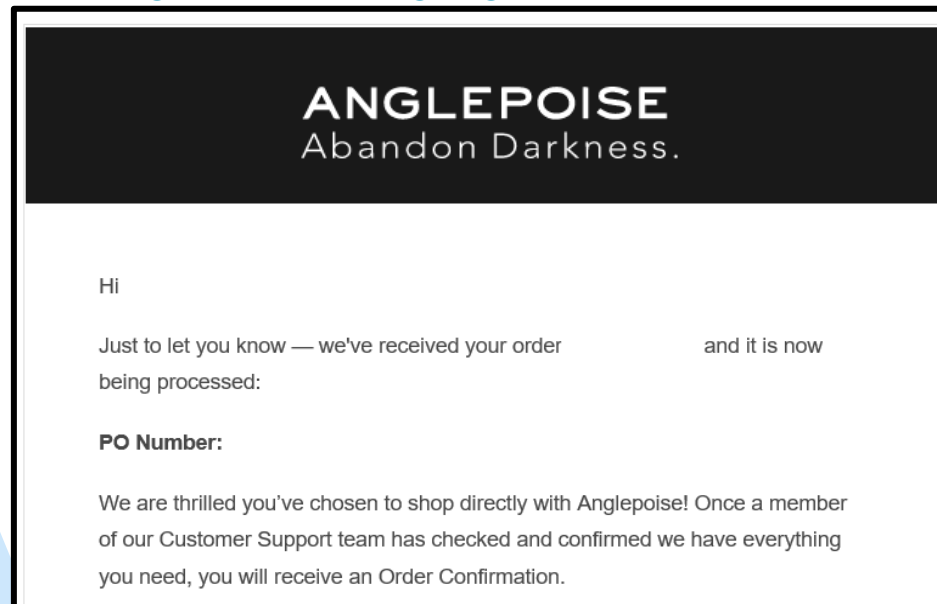 ANGLEPOISE
Abandon Darkness.
Hi
Just to let you know — we've received your order and it is now
being processed:
PO Number:
We are thrilled you’ve chosen to shop directly with Anglepoise! Once a member
of our Customer Support team has checked and confirmed we have everything
you need, you will receive an Order Confirmation.